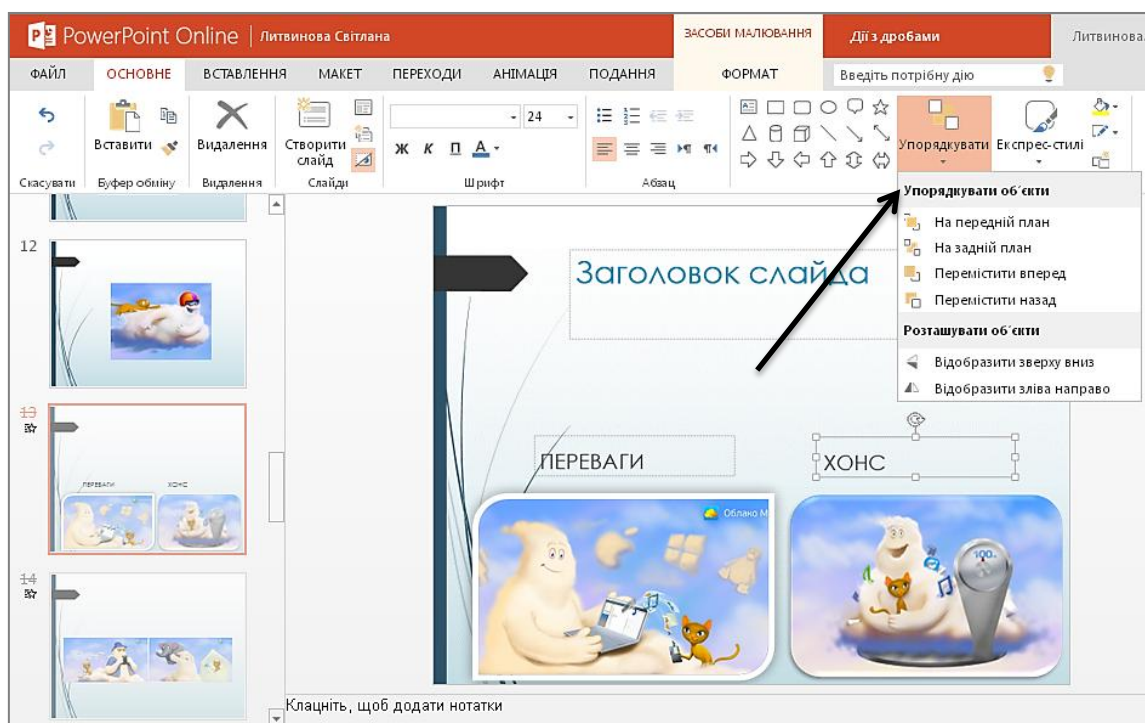 PowerPoint Online | Литвинова Світлана
ЗАСОБИ МАЛЮВАННЯ
Дії з дробами
Литвинова
ФАЙЛ ОСНОВНЕ ВСТАВЛЕННЯ МАКЕТ ПЕРЕХОДИ АНІМАЦІЯ ПОДАННЯ ФОРМАТ Введіть потрібну дію
Вставити Видалення Створити слайд 24 Упорядкувати Експрес-стилі
Ж К П А
Скасувати Буфер обміну Видалення Слайди Шрифт Абзац
Упорядкувати об'єкти
На передній план
На задній план
Перемістити вперед
Перемістити назад
Розташувати об'єкти
Відобразити зверху вниз
Відобразити зліва направо
12
13
ПЕРЕВАГИ ХОНС
14
Заголовок слайда
ПЕРЕВАГИ
ХОНС
Облако М
100
Клацніть, щоб додати нотатки